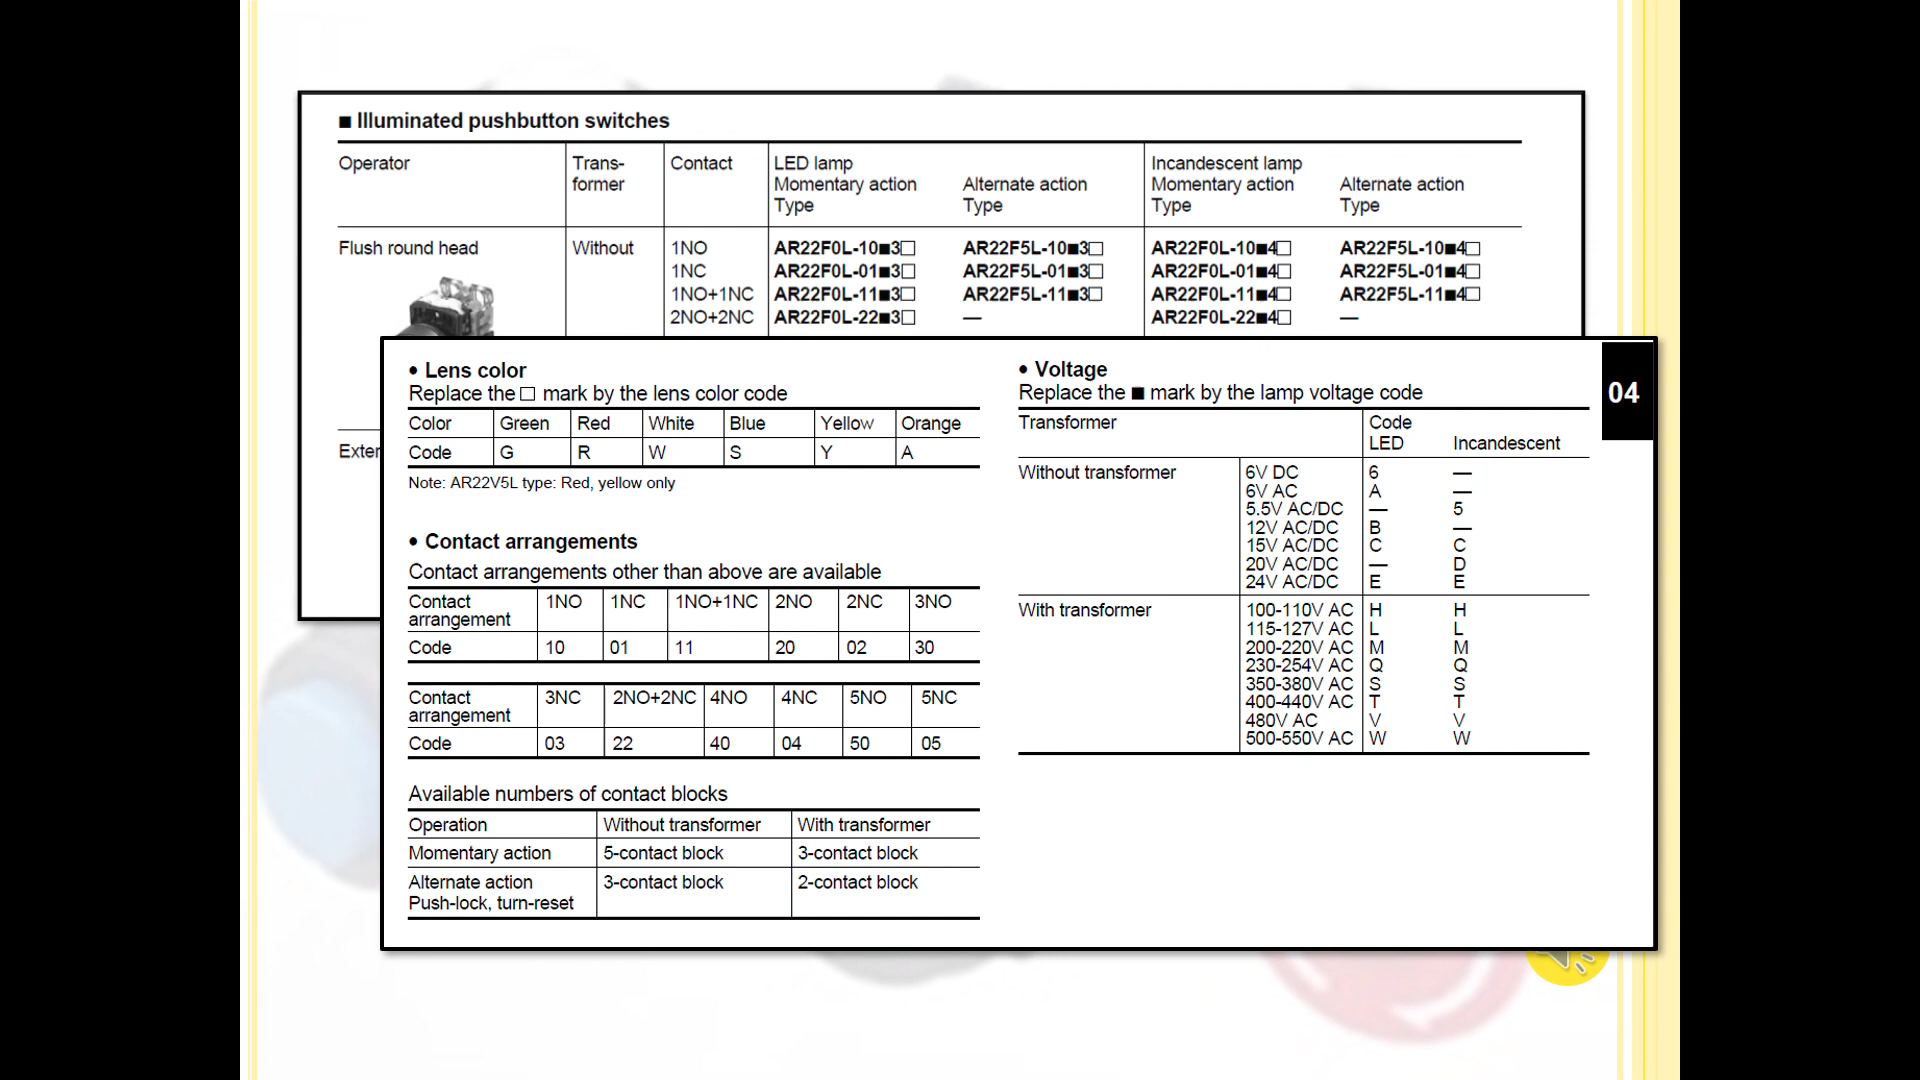 ■ Illuminated pushbutton switches
Operator Trans-former Contact LED lamp Momentary action Type Alternate action Type Incandescent lamp Momentary action Type Alternate action Type
Flush round head Without 1NO AR22F0L-10■3□ AR22F5L-10■3□ AR22F0L-10■4□ AR22F5L-10■4□
1NC AR22F0L-01■3□ AR22F5L-01■3□ AR22F0L-01■4□ AR22F5L-01■4□
1NO+1NC AR22F0L-11■3□ AR22F5L-11■3□ AR22F0L-11■4□ AR22F5L-11■4□
2NO+2NC AR22F0L-22■3□ — AR22F0L-22■4□ —
Exter
• Lens color
Replace the □ mark by the lens color code
Color Green Red White Blue Yellow Orange
Code G R W S Y A
Note: AR22V5L type: Red, yellow only
• Contact arrangements
Contact arrangements other than above are available
Contact arrangement 1NO 1NC 1NO+1NC 2NO 2NC 3NO
Code 10 01 11 20 02 30
Contact arrangement 3NC 2NO+2NC 4NO 4NC 5NO 5NC
Code 03 22 40 04 50 05
Available numbers of contact blocks
Operation Without transformer With transformer
Momentary action 5-contact block 3-contact block
Alternate action 3-contact block 2-contact block
Push-lock, turn-reset
• Voltage
Replace the ■ mark by the lamp voltage code
Transformer Code
LED Incandescent
Without transformer 6V DC 6 —
6V AC A —
5.5V AC/DC — 5
12V AC/DC B —
15V AC/DC C C
20V AC/DC — D
24V AC/DC E E
With transformer 100-110V AC H H
115-127V AC L L
200-220V AC M M
230-254V AC Q Q
350-380V AC S S
400-440V AC T T
480V AC V V
500-550V AC W W
04